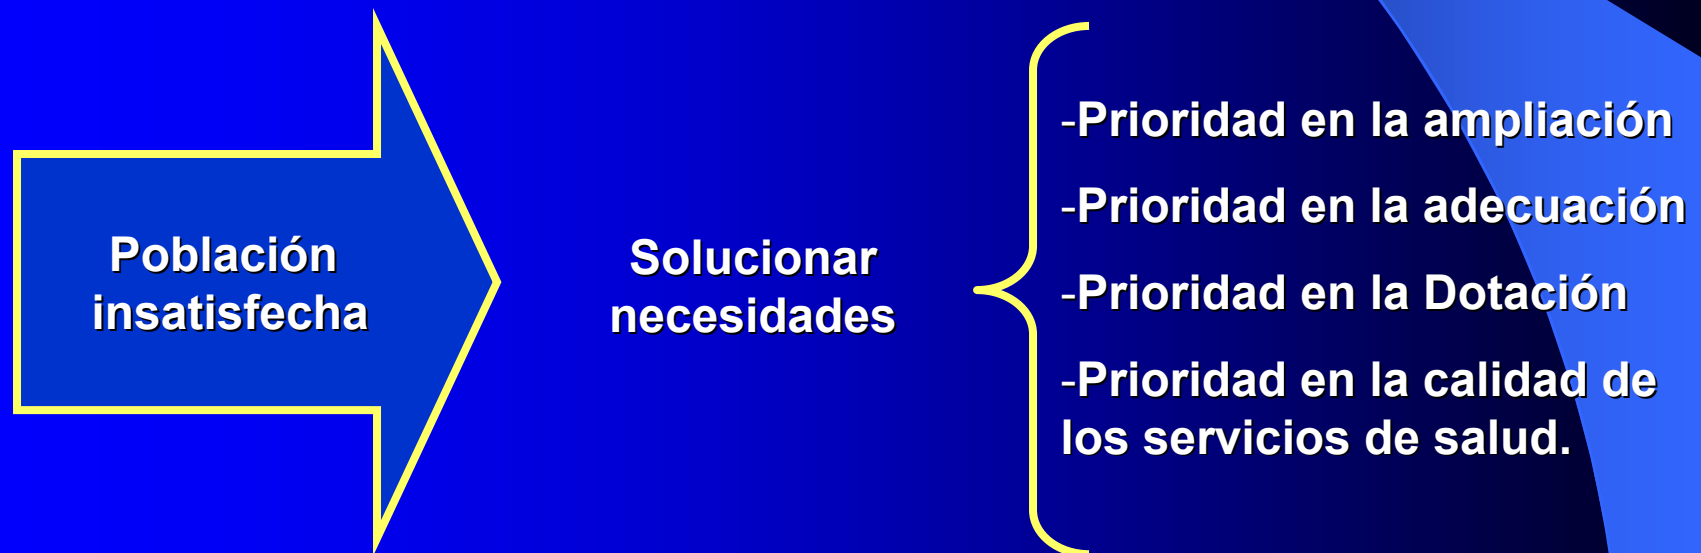 Población
insatisfecha
Solucionar
necesidades
-Prioridad en la ampliación
-Prioridad en la adecuación
-Prioridad en la Dotación
-Prioridad en la calidad de
los servicios de salud.